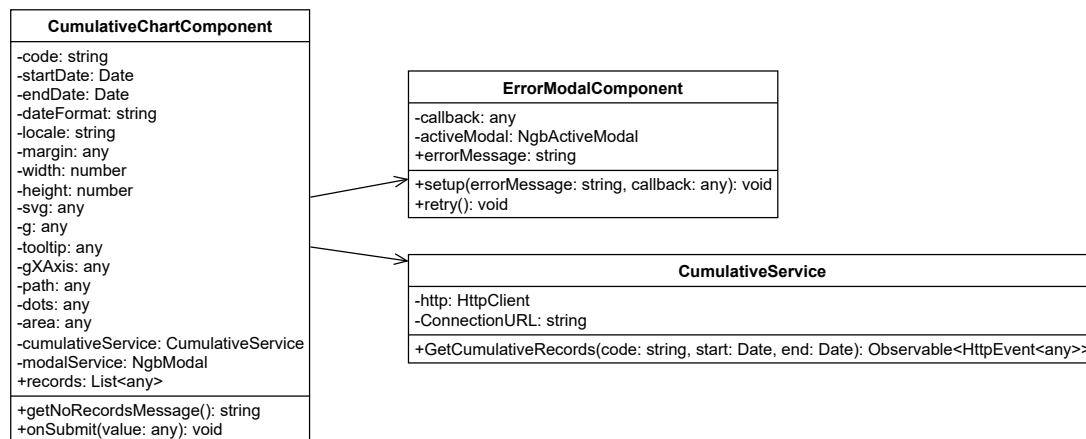 CumulativeChartComponent
-code: string
-startDate: Date
-endDate: Date
-dateFormat: string
-locale: string
-margin: any
-width: number
-height: number
-svg: any
-g: any
-tooltip: any
-gXAxis: any
-path: any
-dots: any
-area: any
-cumulativeService: CumulativeService
-modalService: NgbModal
+records: List<any>
+getNoRecordsMessage(): string
+onSubmit(value: any): void
ErrorModalComponent
-callback: any
-activeModal: NgbActiveModal
+errorMessage: string
+setup(errorMessage: string, callback: any): void
+retry(): void
CumulativeService
-http: HttpClient
-ConnectionURL: string
+GetCumulativeRecords(code: string, start: Date, end: Date): Observable<HttpEvent<any>>